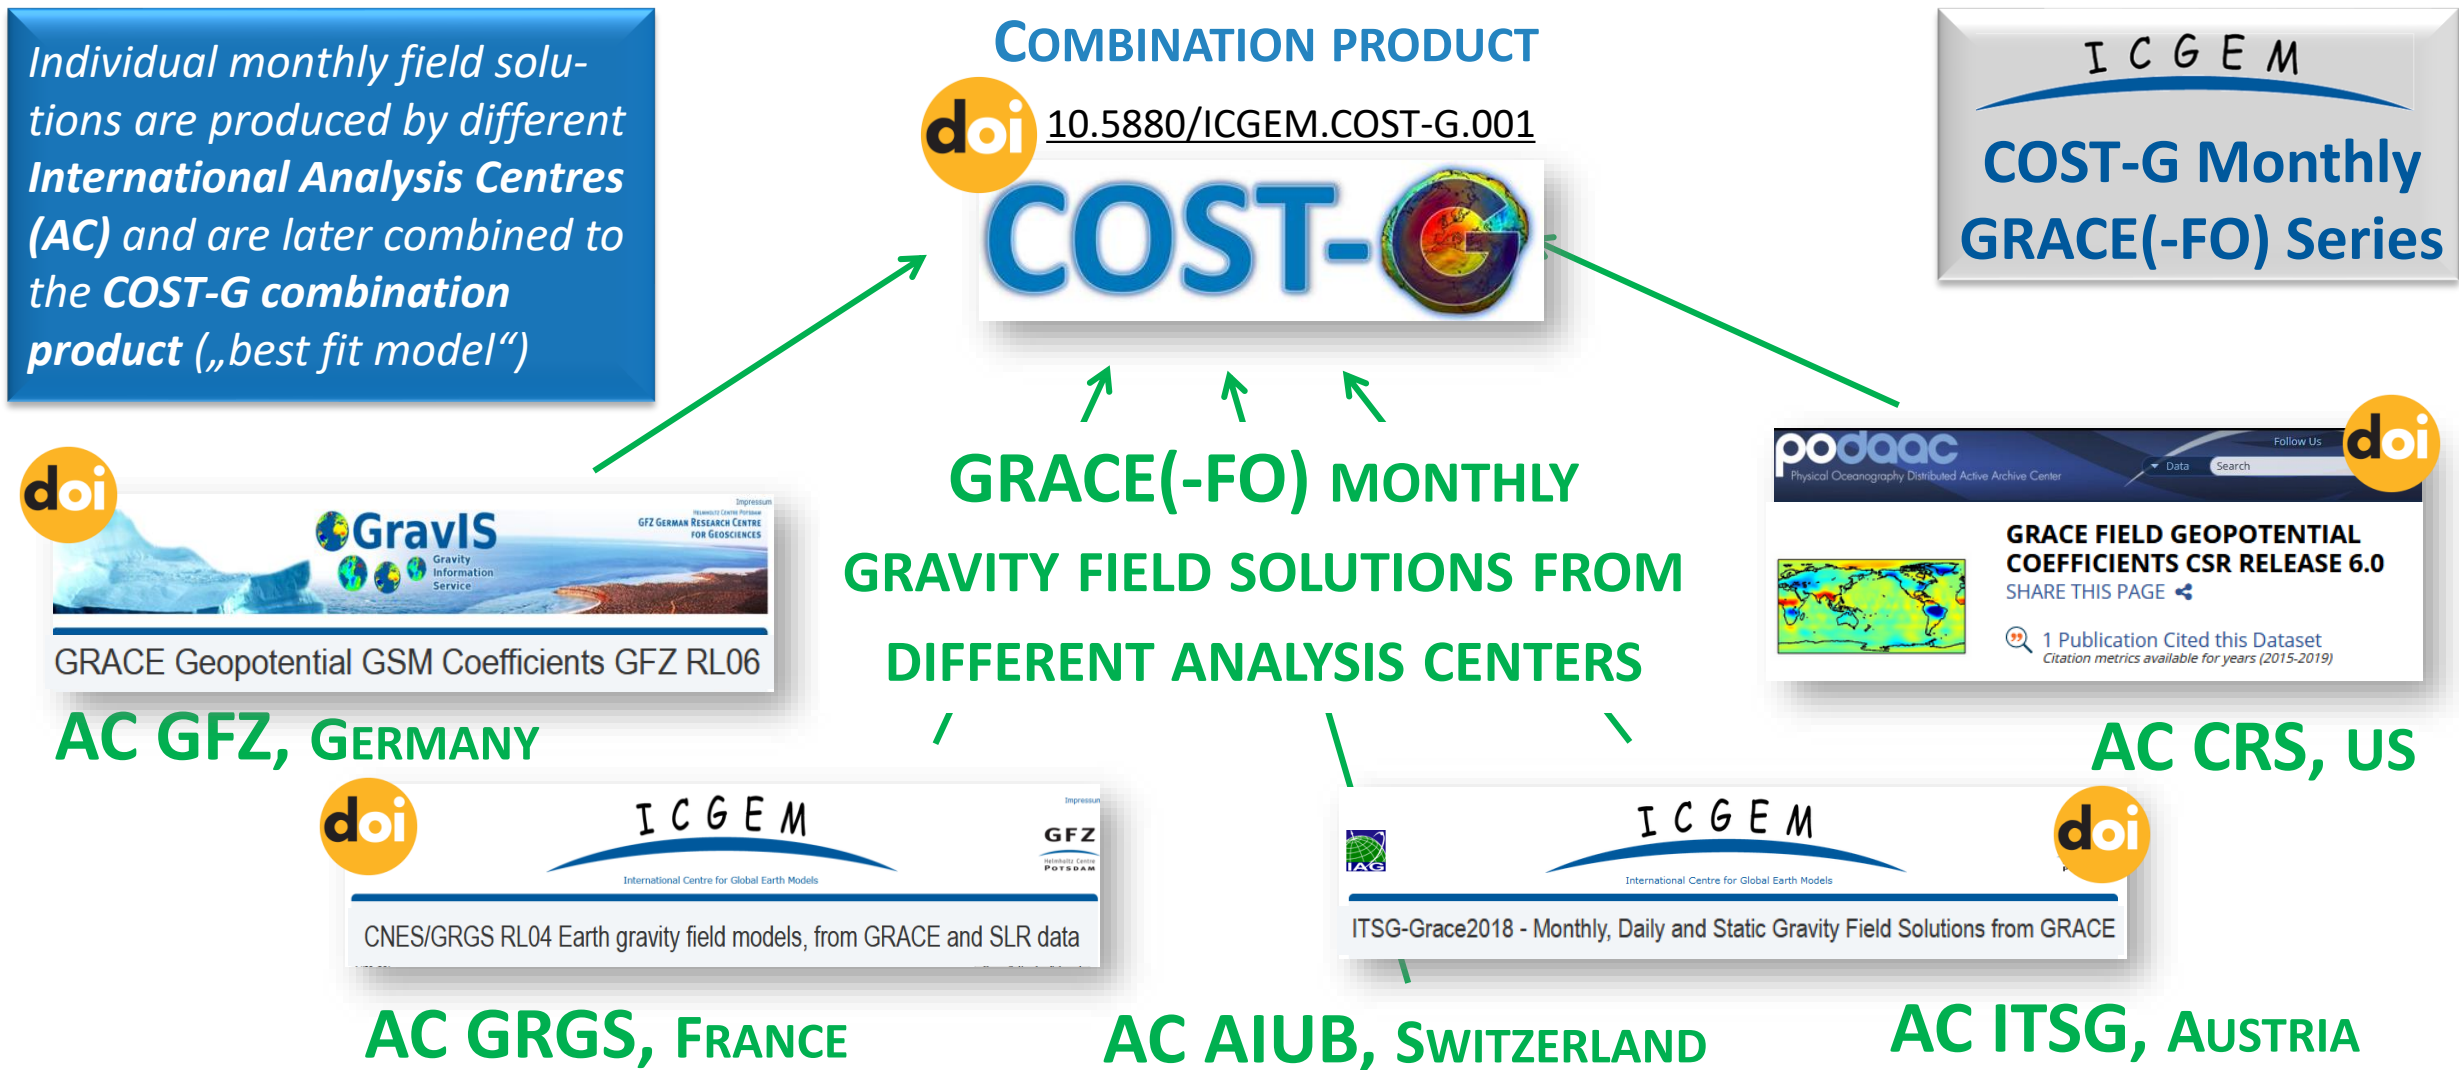 Individual monthly field solu-
tions are produced by different
International Analysis Centres
(AC) and are later combined to
the COST-G combination
product („best fit model“)
COMBINATION PRODUCT
doi
10.5880/ICGEM.COST-G.001
COST-G
ICGEM
COST-G Monthly
GRACE(-FO) Series
doi
Impressum
HELMHOLTZ CENTRE POTSDAM
GFZ GERMAN RESEARCH CENTRE
FOR GEOSCIENCES
GravIS
Gravity
Information
Service
GRACE Geopotential GSM Coefficients GFZ RL06
AC GFZ, GERMANY
GRACE(-FO) MONTHLY
GRAVITY FIELD SOLUTIONS FROM
DIFFERENT ANALYSIS CENTERS
doi
podaac
Physical Oceanography Distributed Active Archive Center
Follow Us
Data
Search
GRACE FIELD GEOPOTENTIAL
COEFFICIENTS CSR RELEASE 6.0
SHARE THIS PAGE
1 Publication Cited this Dataset
Citation metrics available for years (2015-2019)
AC CRS, US
doi
ICGEM
International Centre for Global Earth Models
Impressum
GFZ
Helmholtz Centre
POTSDAM
CNES/GRGS RL04 Earth gravity field models, from GRACE and SLR data
AC GRGS, FRANCE
AC AIUB, SWITZERLAND
IAG
ICGEM
International Centre for Global Earth Models
doi
ITSG-Grace2018 - Monthly, Daily and Static Gravity Field Solutions from GRACE
AC ITSG, AUSTRIA